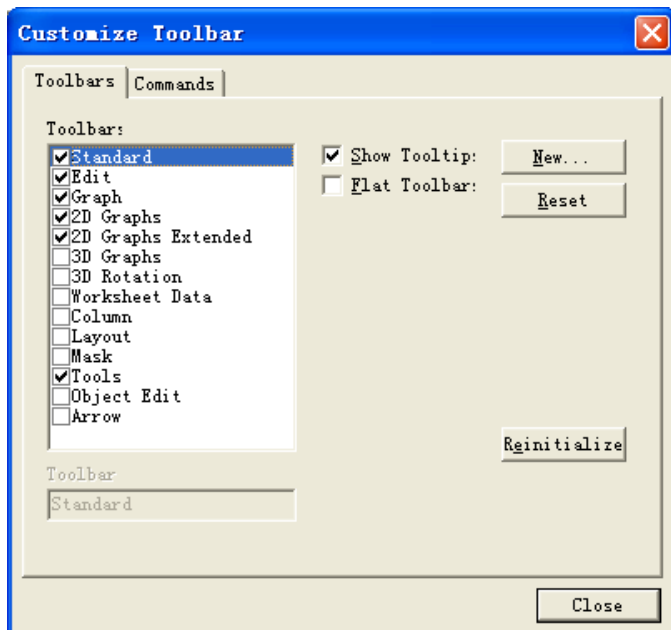 Customize Toolbar
Toolbars
Commands
Toolbar:
Standard
Edit
Graph
2D Graphs
2D Graphs Extended
3D Graphs
3D Rotation
Worksheet Data
Column
Layout
Mask
Tools
Object Edit
Arrow
Show Tooltip:
Flat Toolbar:
New...
Reset
Reinitialize
Toolbar
Standard
Close